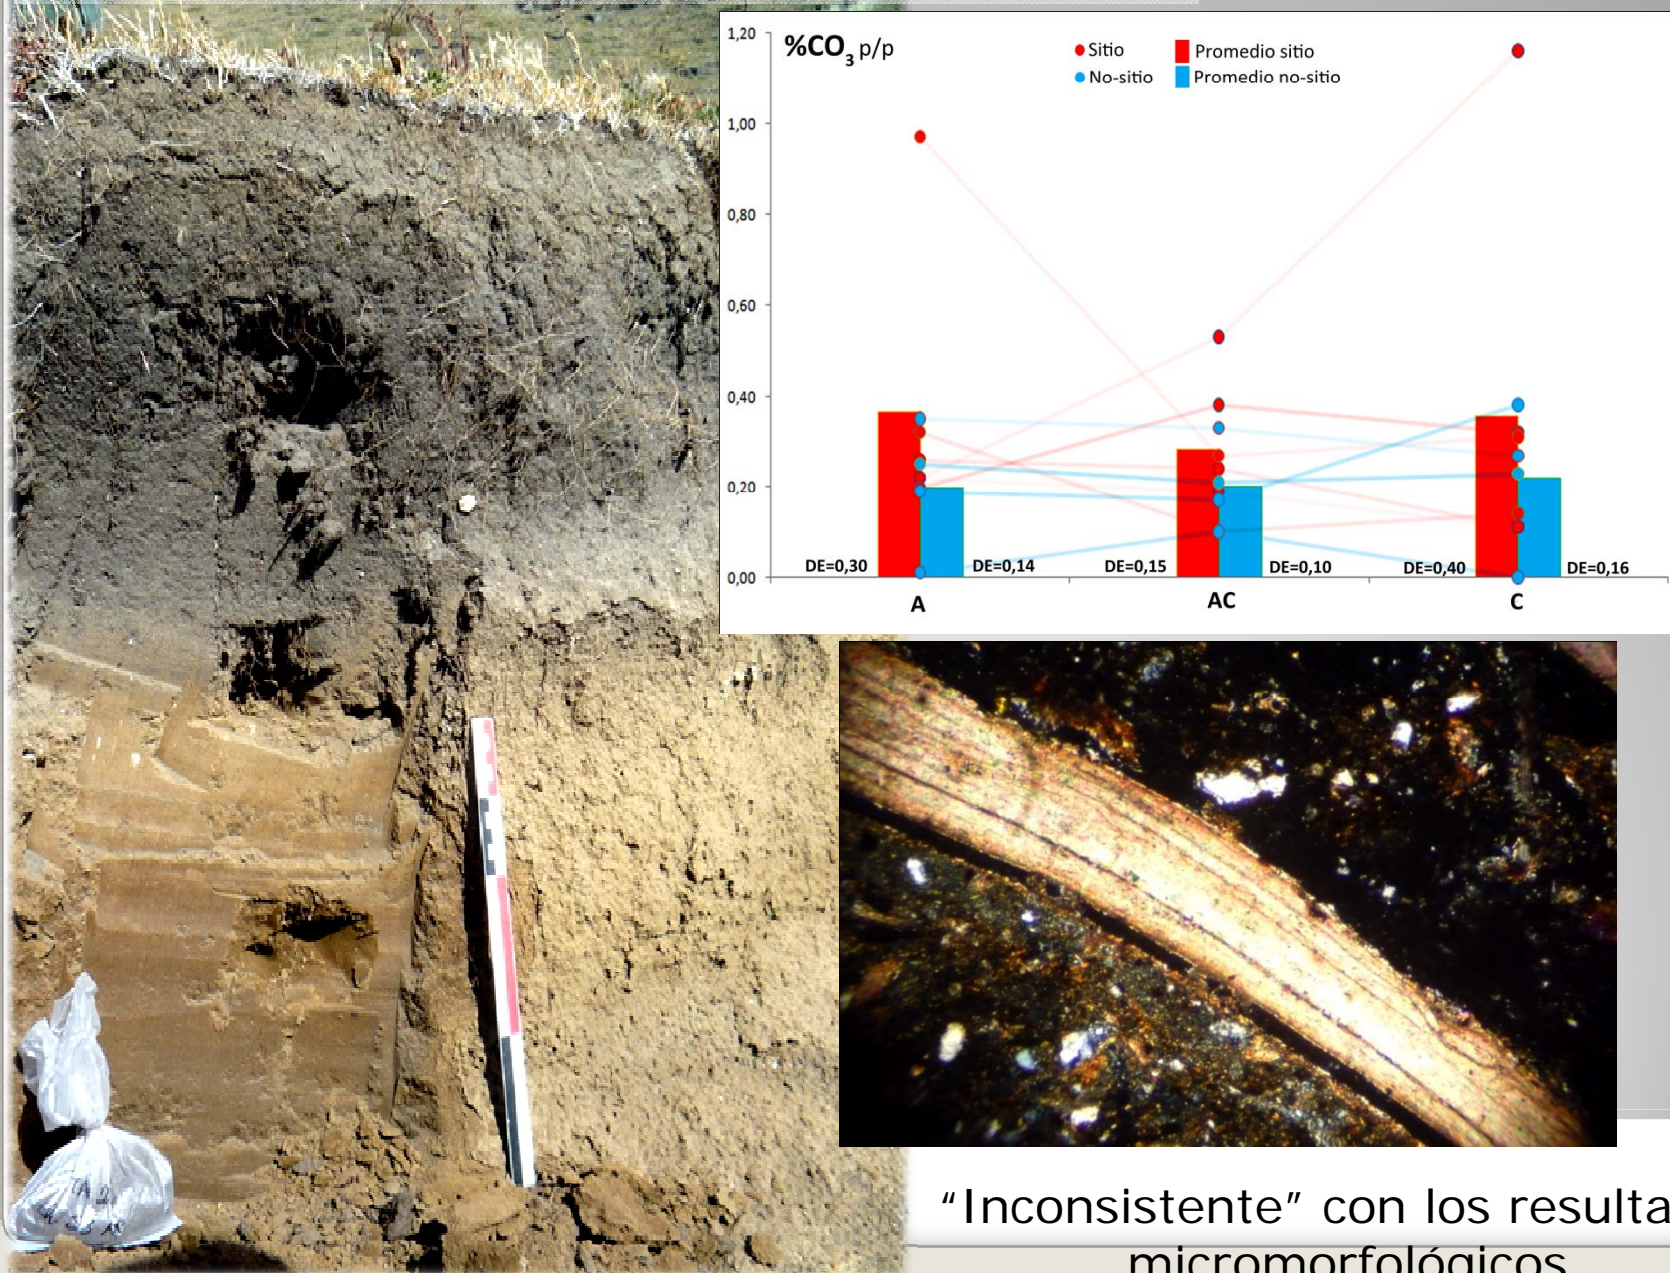 %CO3 p/p
Sitio
Promedio sitio
No-sitio
Promedio no-sitio
1,20
1,00
0,80
0,60
0,40
0,20
0,00
DE=0,30
DE=0,14
DE=0,15
DE=0,10
DE=0,40
DE=0,16
A
AC
C
“Inconsistente” con los resulta
micromorfológicos